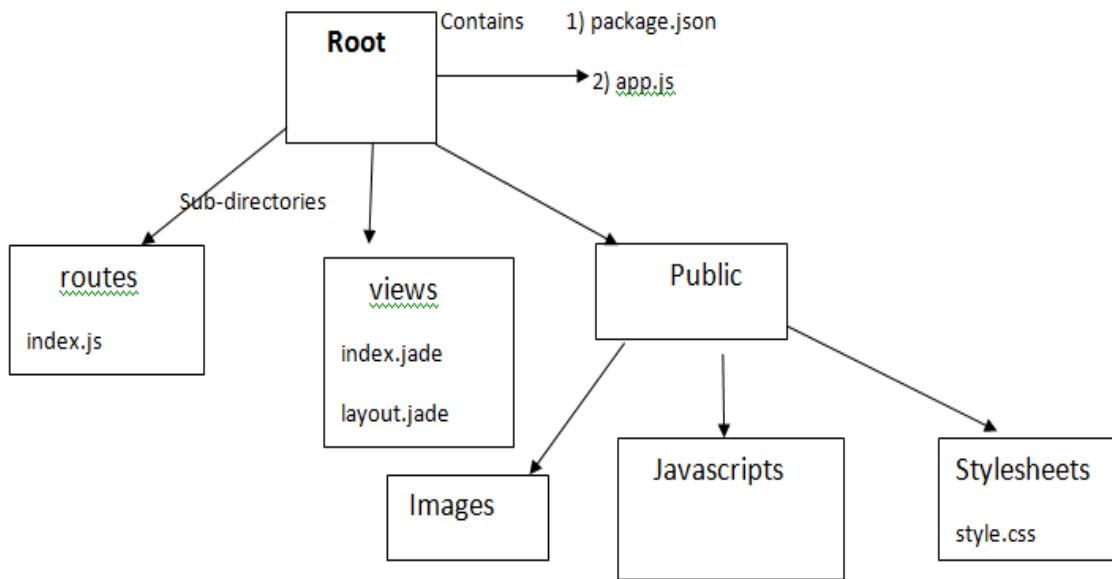 Root
Contains 1) package.json
2) app.js
Sub-directories
routes
index.js
views
index.jade
layout.jade
Public
Images
Javascripts
Stylesheets
style.css